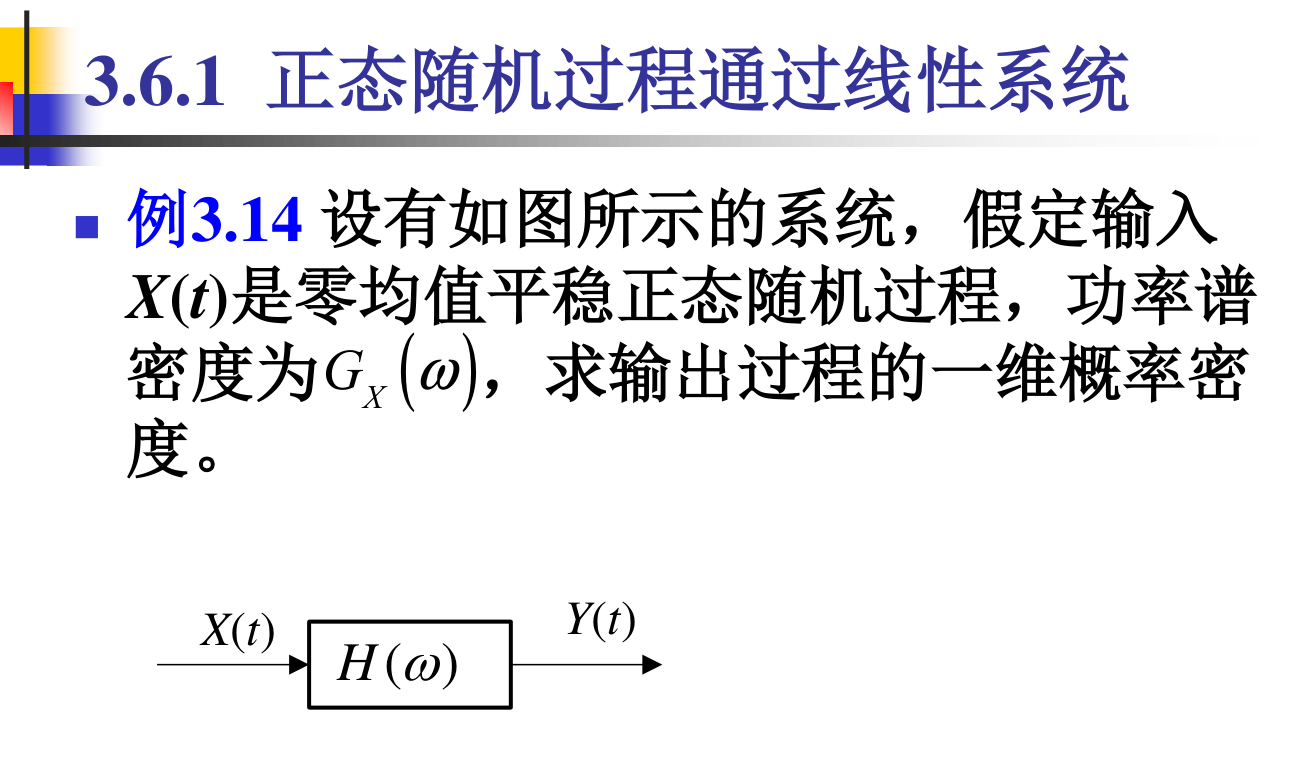 3.6.1 正态随机过程通过线性系统
例3.14 设有如图所示的系统，假定输入
X(t)是零均值平稳正态随机过程，功率谱
密度为G_X(ω)，求输出过程的一维概率密
度。
X(t) H(ω) Y(t)